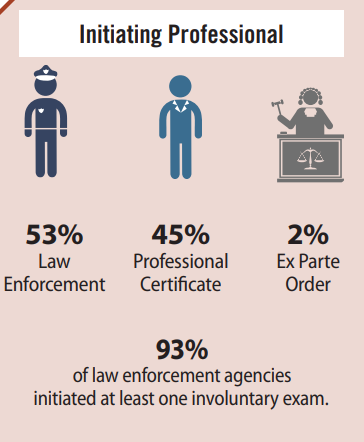 Initiating Professional
53%
Law
Enforcement
45%
Professional
Certificate
2%
Ex Parte
Order
93%
of law enforcement agencies
initiated at least one involuntary exam.